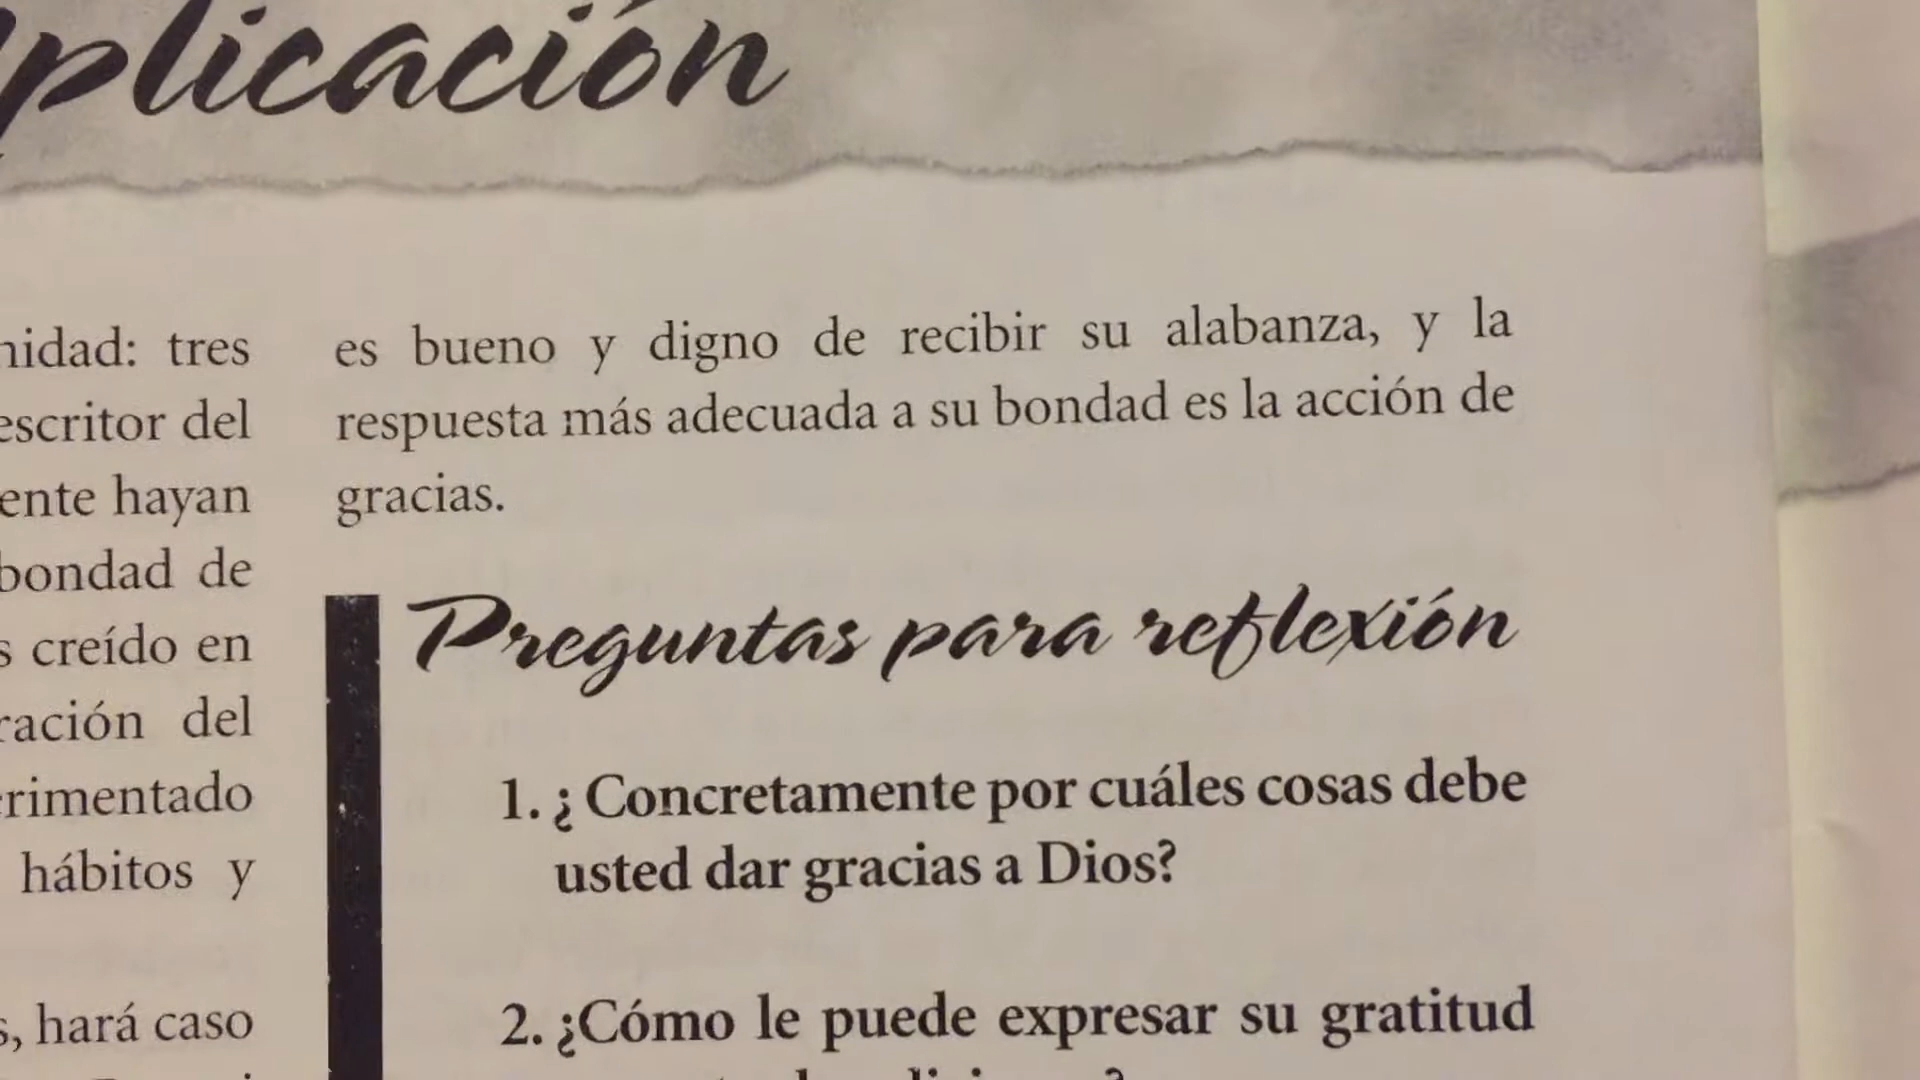 plicación
nidad: tres
escritor del
ente hayan
bondad de
s creído en
ración del
rimentado
hábitos y
s, hará caso
es bueno y digno de recibir su alabanza, y la
respuesta más adecuada a su bondad es la acción de
gracias.
Preguntas para reflexión
1. ¿ Concretamente por cuáles cosas debe
usted dar gracias a Dios?
2. ¿Cómo le puede expresar su gratitud